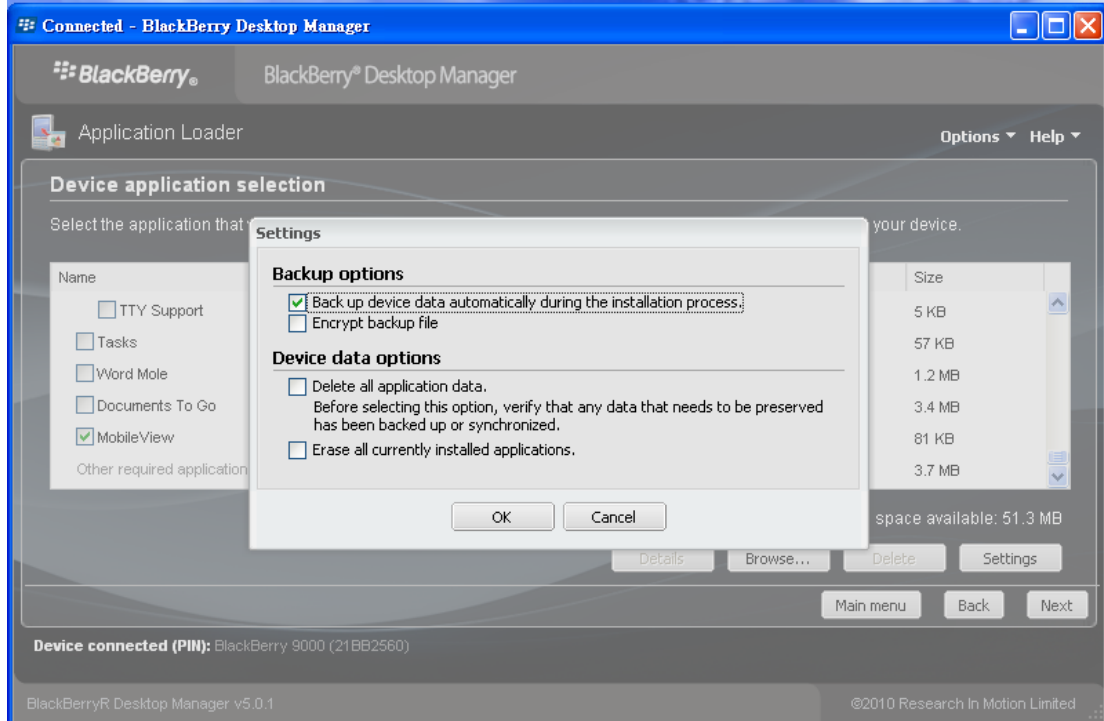 Connected - BlackBerry Desktop Manager
BlackBerry®
BlackBerry® Desktop Manager
Application Loader
Options
Help
Device application selection
Select the application that
your device.
Settings
Backup options
Back up device data automatically during the installation process.
Encrypt backup file
Device data options
Delete all application data.
Before selecting this option, verify that any data that needs to be preserved
has been backed up or synchronized.
Erase all currently installed applications.
OK Cancel
Name Size
TTY Support 5 KB
Tasks 57 KB
Word Mole 1.2 MB
Documents To Go 3.4 MB
MobileView 81 KB
Other required application 3.7 MB
space available: 51.3 MB
Details Browse... Delete Settings
Main menu Back Next
Device connected (PIN): BlackBerry 9000 (21BB2560)
BlackBerryR Desktop Manager v5.0.1
©2010 Research In Motion Limited